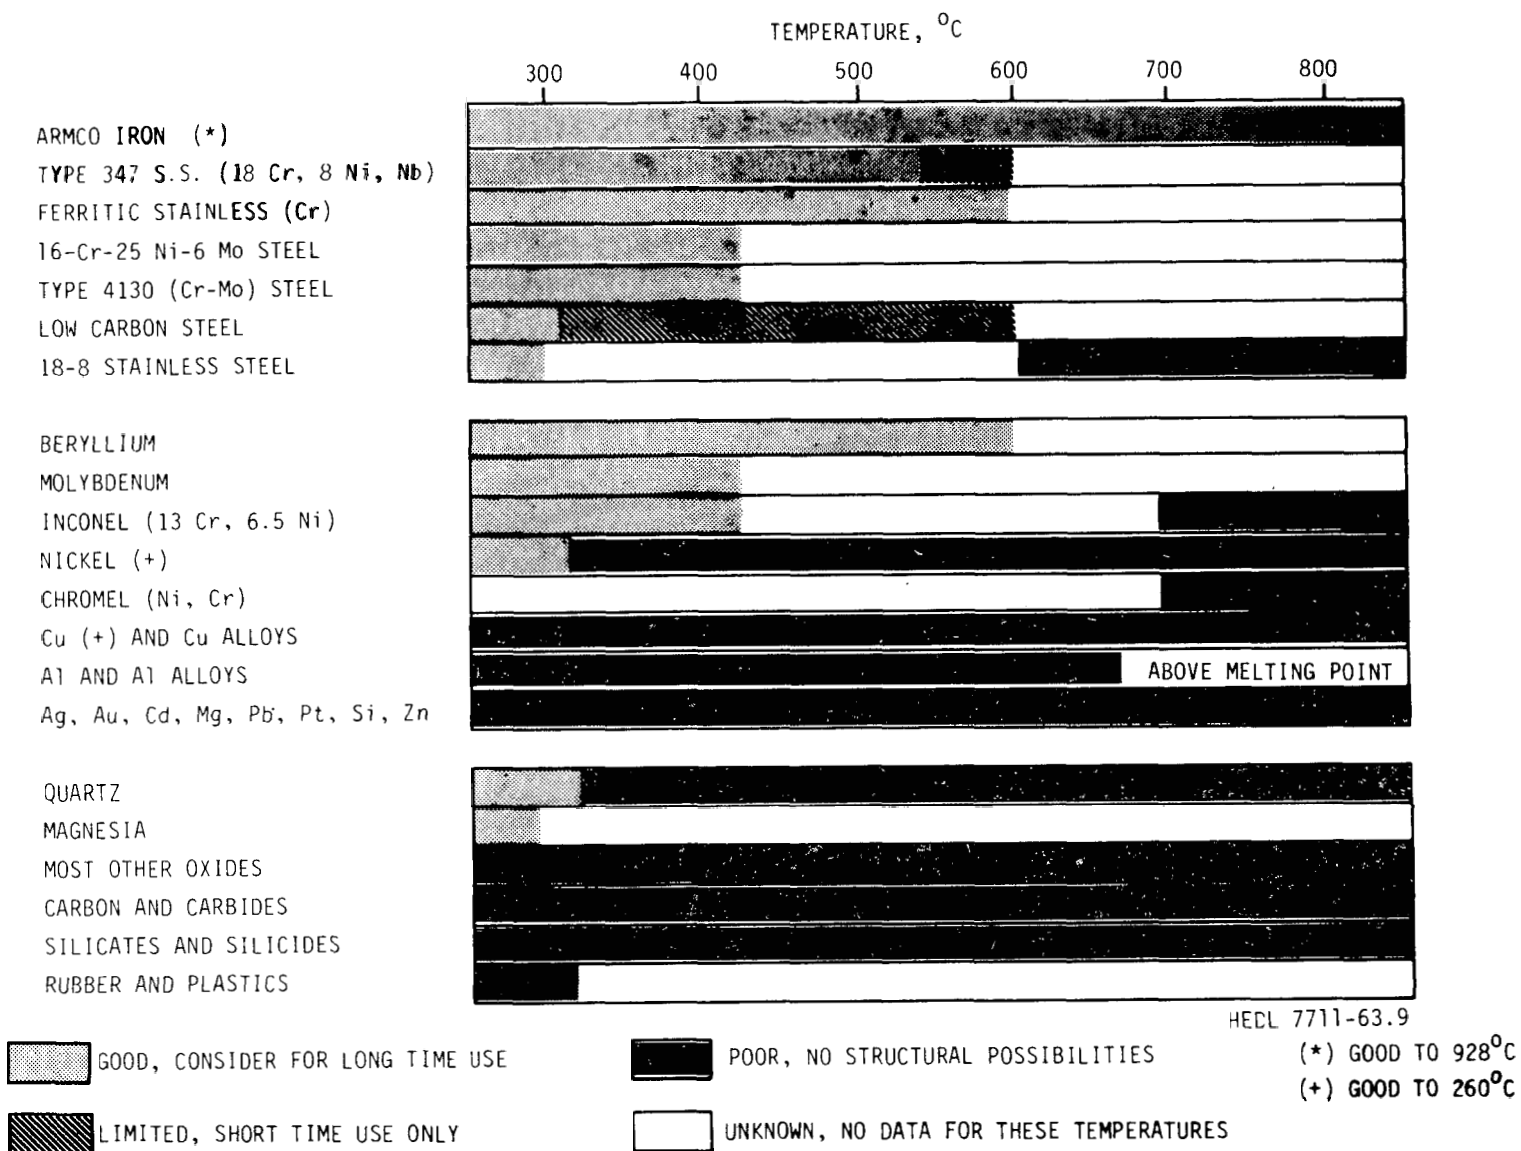 TEMPERATURE, °C
300 400 500 600 700 800
ARMCO IRON (*)
TYPE 347 S.S. (18 Cr, 8 Ni, Nb)
FERRITIC STAINLESS (Cr)
16-Cr-25 Ni-6 Mo STEEL
TYPE 4130 (Cr-Mo) STEEL
LOW CARBON STEEL
18-8 STAINLESS STEEL
BERYLLIUM
MOLYBDENUM
INCONEL (13 Cr, 6.5 Ni)
NICKEL (+)
CHROMEL (Ni, Cr)
Cu (+) AND Cu ALLOYS
Al AND Al ALLOYS
ABOVE MELTING POINT
Ag, Au, Cd, Mg, Pb, Pt, Si, Zn
QUARTZ
MAGNESIA
MOST OTHER OXIDES
CARBON AND CARBIDES
SILICATES AND SILICIDES
RUBBER AND PLASTICS
HEDL 7711-63.9
GOOD, CONSIDER FOR LONG TIME USE
POOR, NO STRUCTURAL POSSIBILITIES
(*) GOOD TO 928°C
(+) GOOD TO 260°C
LIMITED, SHORT TIME USE ONLY
UNKNOWN, NO DATA FOR THESE TEMPERATURES